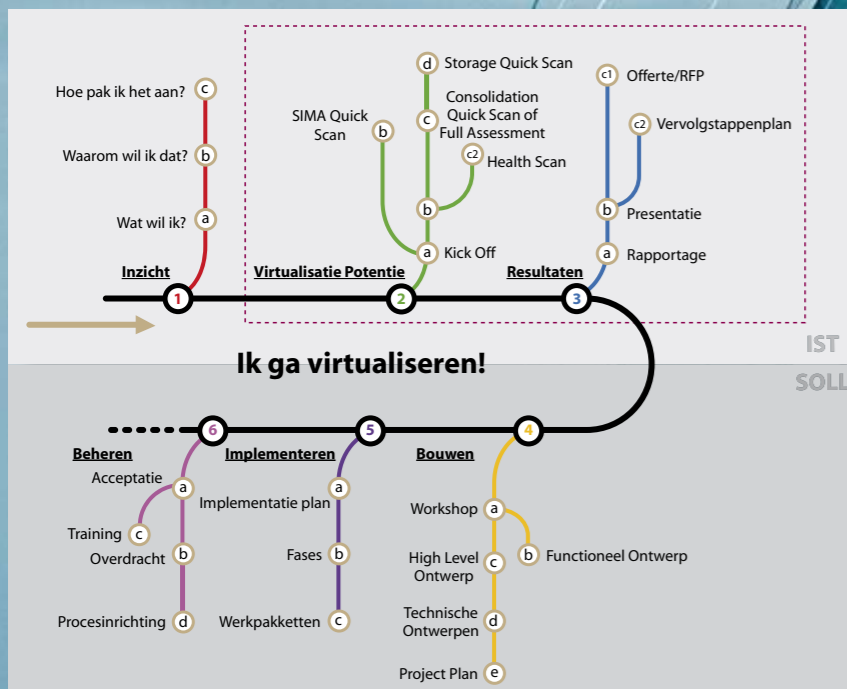 c
Hoe pak ik het aan?
b
Waarom wil ik dat?
a
Wat wil ik?
Inzicht
1
d
Storage Quick Scan
c
Consolidation
Quick Scan of
Full Assessment
SIMA Quick
Scan
b
c2
Health Scan
b
a
Kick Off
Virtualisatie Potentie
2
c1
Offerte/RFP
c2
Vervolgstappenplan
b
Presentatie
a
Rapportage
Resultaten
3
Ik ga virtualiseren!
IST
SOLL
4
Bouwen
Workshop
a
b
Functioneel Ontwerp
High Level
Ontwerp
c
Technische
Ontwerpen
d
Project Plan
e
5
Implementeren
a
Implementatie plan
Fases
b
Werkpakketten
c
6
Beheren
Acceptatie
a
Training
c
Overdracht
b
Procesinrichting
d